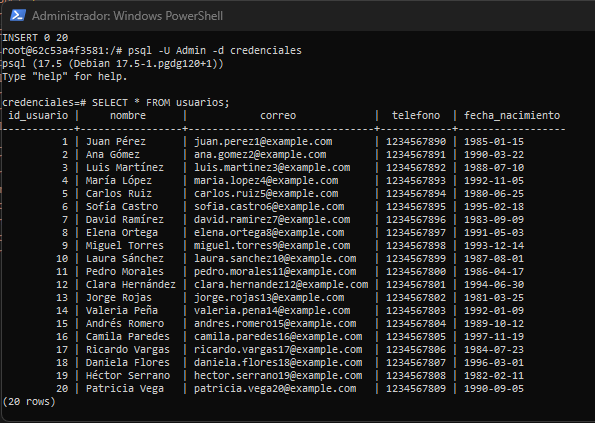 Administrador: Windows PowerShell
INSERT 0 20
root@62c53a4f3581:/# psql -U Admin -d credenciales
psql (17.5 (Debian 17.5-1.pgdg120+1))
Type "help" for help.
credenciales=# SELECT * FROM usuarios;
id_usuario | nombre | correo | telefono | fecha_nacimiento
------------+-----------------+-------------------------------+------------+------------------
1 | Juan Pérez | juan.perez1@example.com | 1234567890 | 1985-01-15
2 | Ana Gómez | ana.gomez2@example.com | 1234567891 | 1990-03-22
3 | Luis Martínez | luis.martinez3@example.com | 1234567892 | 1988-07-10
4 | María López | maria.lopez4@example.com | 1234567893 | 1992-11-05
5 | Carlos Ruiz | carlos.ruiz5@example.com | 1234567894 | 1980-06-25
6 | Sofía Castro | sofia.castro6@example.com | 1234567895 | 1995-02-18
7 | David Ramírez | david.ramirez7@example.com | 1234567896 | 1983-09-09
8 | Elena Ortega | elena.ortega8@example.com | 1234567897 | 1991-05-03
9 | Miguel Torres | miguel.torres9@example.com | 1234567898 | 1993-12-14
10 | Laura Sánchez | laura.sanchez10@example.com | 1234567899 | 1987-08-01
11 | Pedro Morales | pedro.morales11@example.com | 1234567800 | 1986-04-17
12 | Clara Hernández | clara.hernandez12@example.com | 1234567801 | 1994-06-30
13 | Jorge Rojas | jorge.rojas13@example.com | 1234567802 | 1981-03-25
14 | Valeria Peña | valeria.pena14@example.com | 1234567803 | 1992-01-09
15 | Andrés Romero | andres.romero15@example.com | 1234567804 | 1989-10-12
16 | Camila Paredes | camila.paredes16@example.com | 1234567805 | 1997-11-19
17 | Ricardo Vargas | ricardo.vargas17@example.com | 1234567806 | 1984-07-23
18 | Daniela Flores | daniela.flores18@example.com | 1234567807 | 1996-03-01
19 | Héctor Serrano | hector.serrano19@example.com | 1234567808 | 1982-02-11
20 | Patricia Vega | patricia.vega20@example.com | 1234567809 | 1990-09-05
(20 rows)